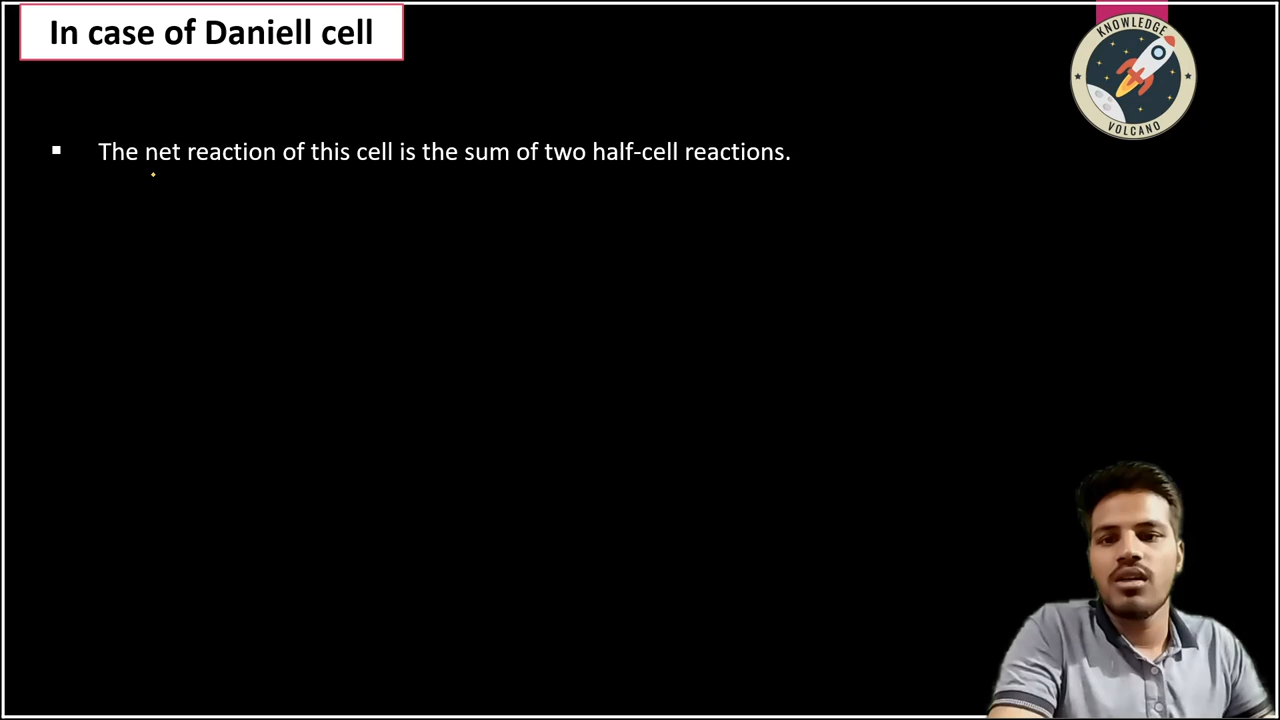 In case of Daniell cell
KNOWLEDGE
VOLCANO
▪ The net reaction of this cell is the sum of two half-cell reactions.